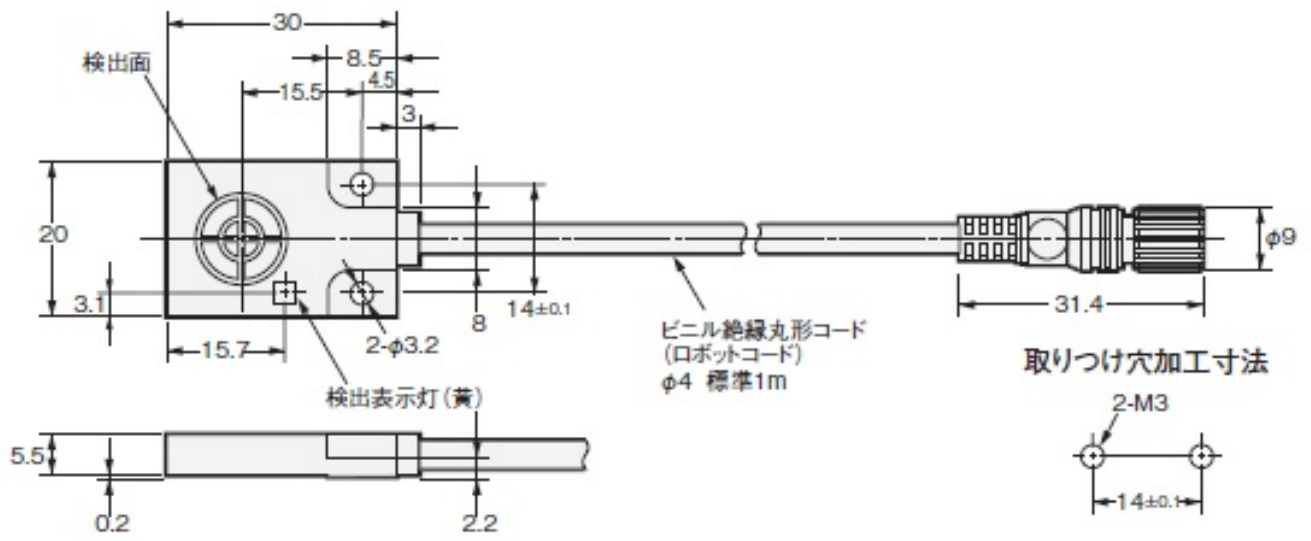 30
検出面
8.5
15.5
4.5
3
20
φ9
3.1
14±0.1
8
31.4
15.7
2-φ3.2
ビニル絶縁丸形コード
(ロボットコード)
φ4 標準1m
取りつけ穴加工寸法
検出表示灯(黄)
2-M3
5.5
14±0.1
0.2
2.2